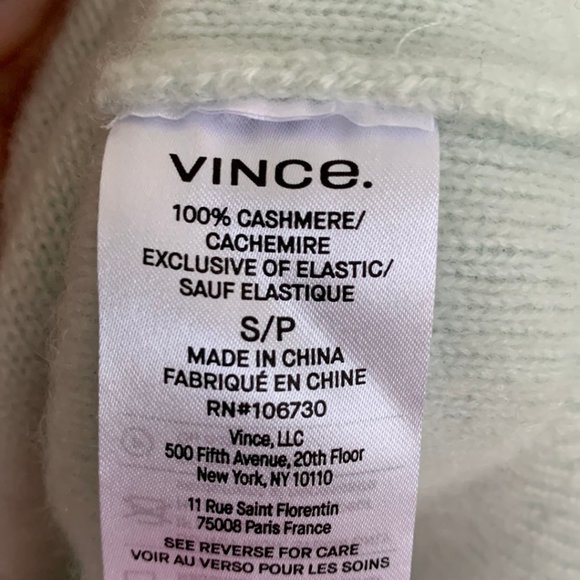 VINCE.
100% CASHMERE/
CACHEMIRE
EXCLUSIVE OF ELASTIC/
SAUF ELASTIQUE
S/P
MADE IN CHINA
FABRIQUÉ EN CHINE
RN#106730
Vince, LLC
500 Fifth Avenue, 20th Floor
New York, NY 10110
11 Rue Saint Florentin
75008 Paris France
SEE REVERSE FOR CARE
VOIR AU VERSO POUR LES SOINS